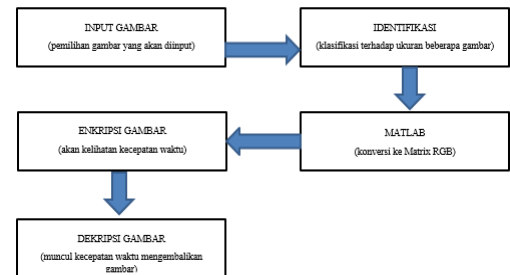 INPUT GAMBAR
(pemilihan gambar yang akan diinput)
IDENTIFIKASI
(klasifikasi terhadap ukuran beberapa gambar)
MATLAB
(konversi ke Matrix RGB)
ENKRIPSI GAMBAR
(akan kelihatan kecepatan waktu)
DEKRIPSI GAMBAR
(muncul kecepatan waktu mengembalikan
gambar)